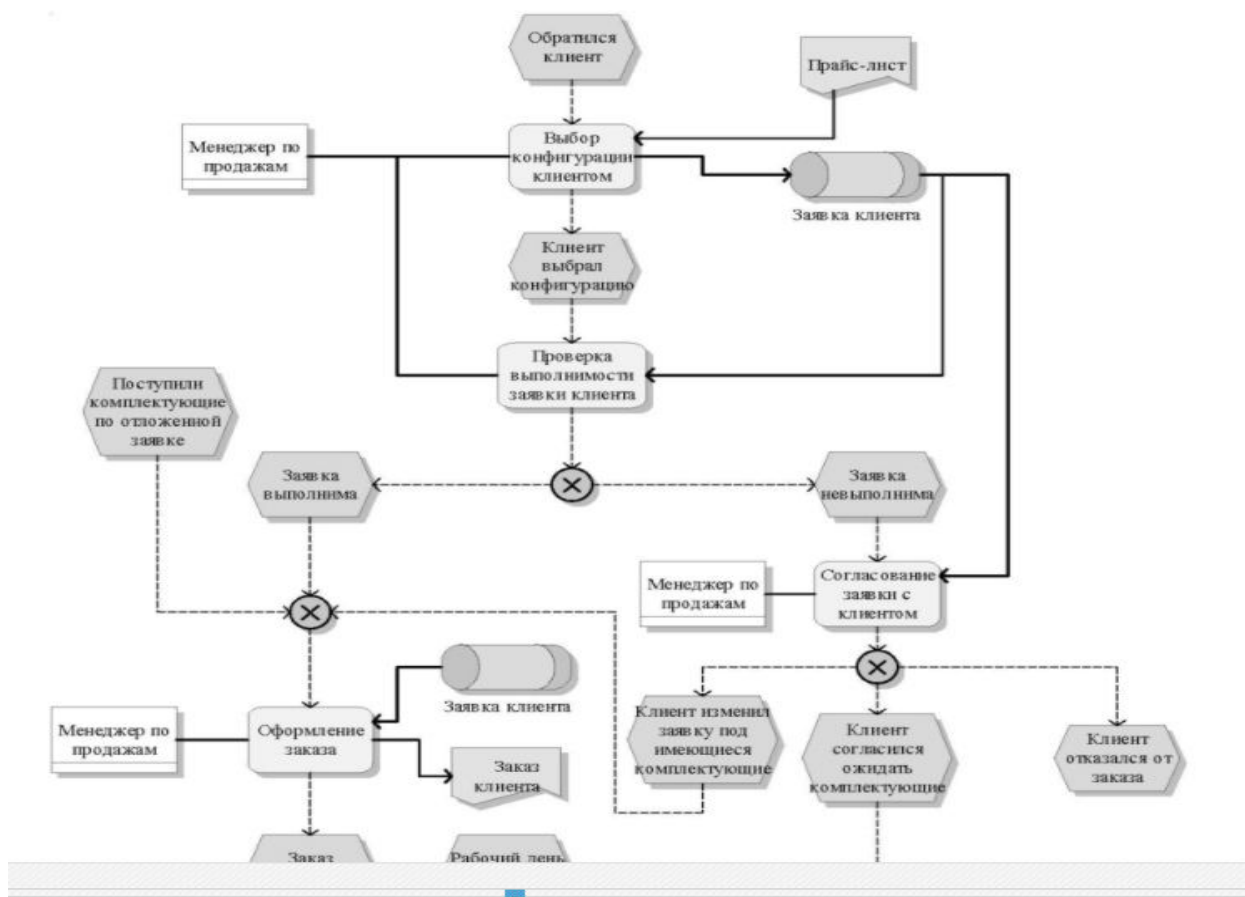 Обратился
клиент
Прайс-лист
Менеджер по
продажам
Выбор
конфигурации
клиентом
Заявка клиента
Клиент
выбрал
конфигурацию
Проверка
выполнимости
заявки клиента
Поступили
комплектующие
по отложенной
заявке
Заявка
выполнима
Заявка
невыполнима
Менеджер по
продажам
Согласование
заявки с
клиентом
Заявка клиента
Менеджер по
продажам
Оформление
заказа
Заказ
клиента
Клиент изменил
заявку под
имеющиеся
комплектующие
Клиент
согласился
ожидать
комплектующие
Клиент
отказался от
заказа
Заказ
Рабочий день